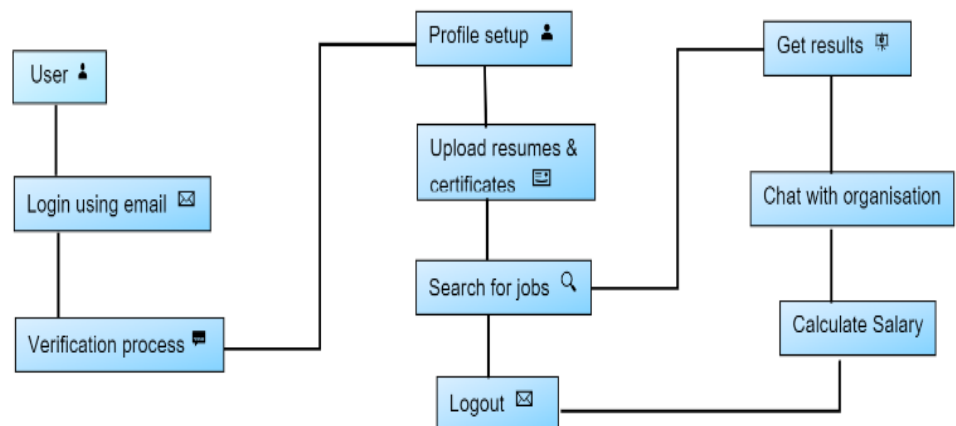 User
Login using email
Verification process
Profile setup
Upload resumes &
certificates
Search for jobs
Logout
Get results
Chat with organisation
Calculate Salary